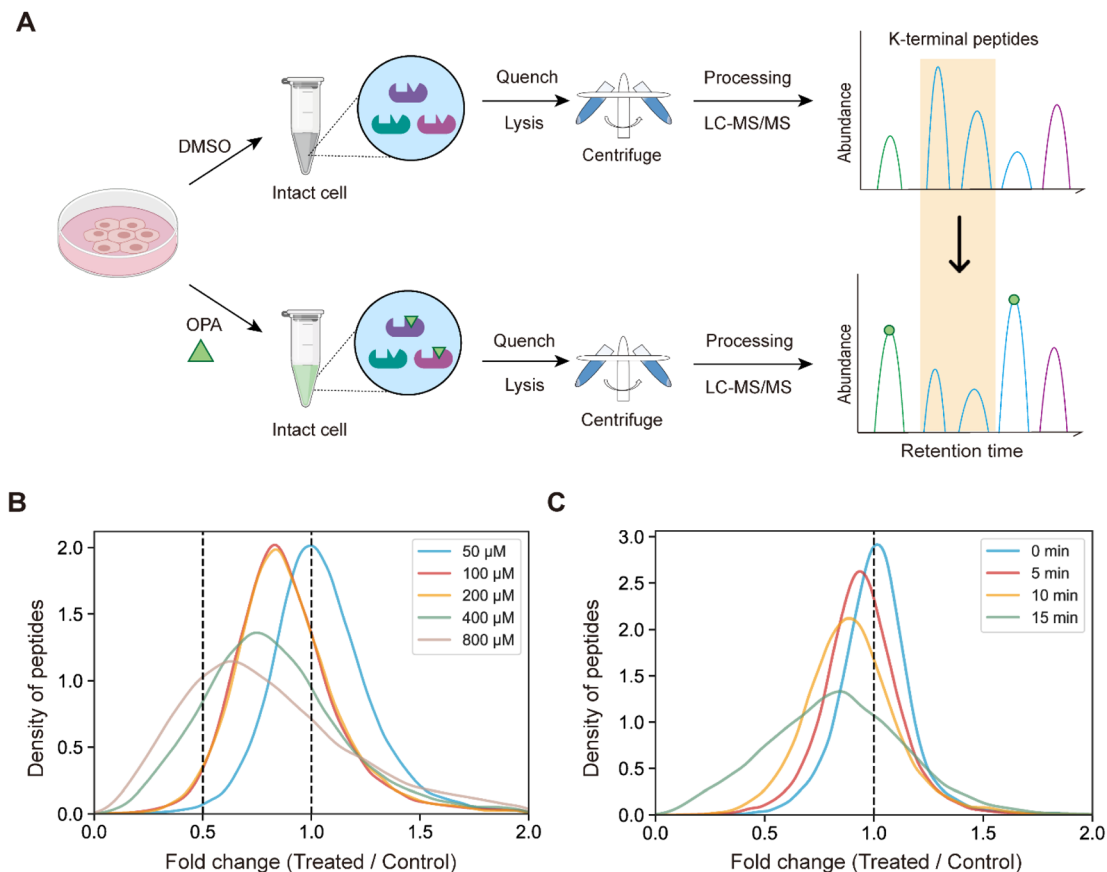 A
K-terminal peptides
DMSO
Intact cell
Quench
Lysis
Centrifuge
Processing
LC-MS/MS
Abundance
OPA
Intact cell
Quench
Lysis
Centrifuge
Processing
LC-MS/MS
Abundance
Retention time
B
Density of peptides
2.0
1.5
1.0
0.5
0.0
50 µM
100 µM
200 µM
400 µM
800 µM
0.0 0.5 1.0 1.5 2.0
Fold change (Treated / Control)
C
Density of peptides
3.0
2.5
2.0
1.5
1.0
0.5
0.0
0 min
5 min
10 min
15 min
0.0 0.5 1.0 1.5 2.0
Fold change (Treated / Control)